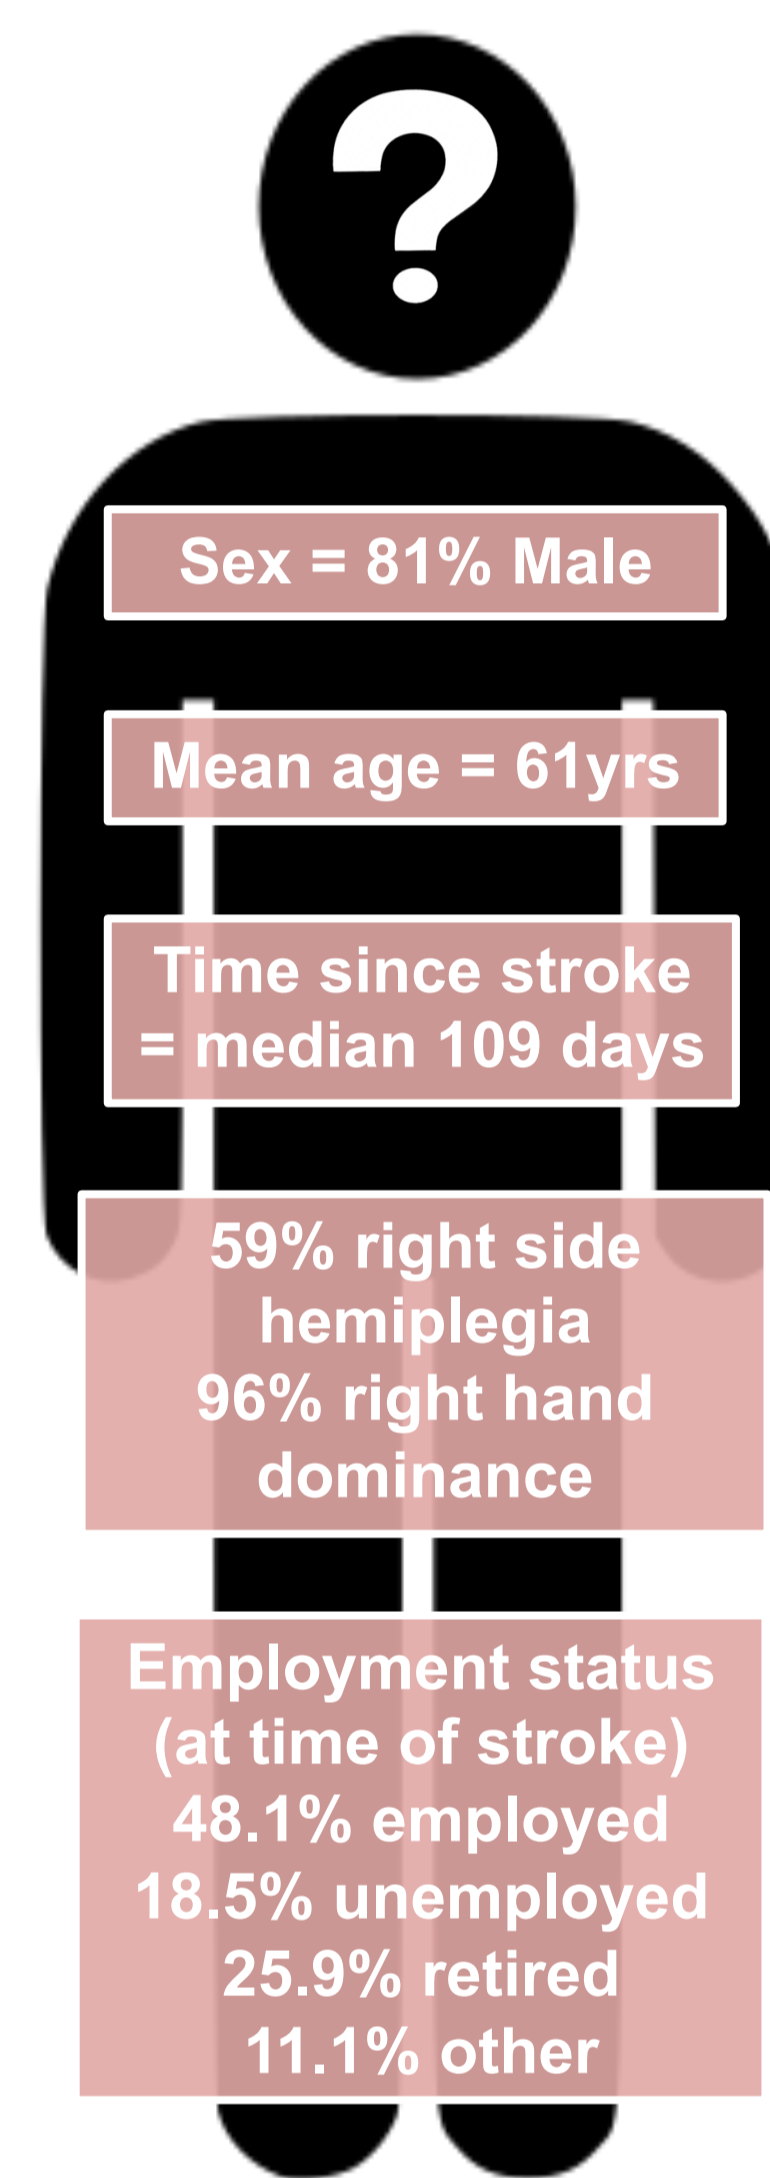 ?
Sex = 81% Male
Mean age = 61yrs
Time since stroke
= median 109 days
59% right side
hemiplegia
96% right hand
dominance
Employment status
(at time of stroke)
48.1% employed
18.5% unemployed
25.9% retired
11.1% other